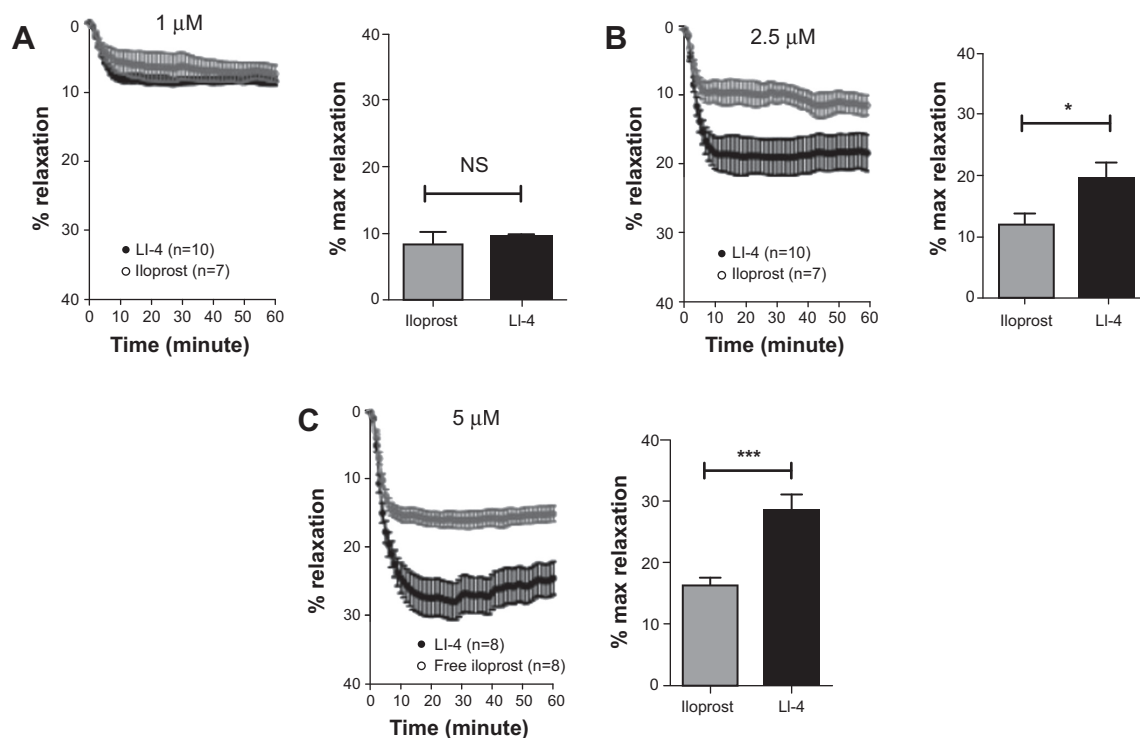 A
1 μM
0
10
20
30
40
% relaxation
LI-4 (n=10)
Iloprost (n=7)
0 10 20 30 40 50 60
Time (minute)
40
30
20
10
0
% max relaxation
NS
Iloprost LI-4
B
2.5 μM
0
10
20
30
40
% relaxation
LI-4 (n=10)
Iloprost (n=7)
0 10 20 30 40 50 60
Time (minute)
40
30
20
10
0
% max relaxation
*
Iloprost LI-4
C
5 μM
0
10
20
30
40
% relaxation
LI-4 (n=8)
Free iloprost (n=8)
0 10 20 30 40 50 60
Time (minute)
40
30
20
10
0
% max relaxation
***
Iloprost LI-4